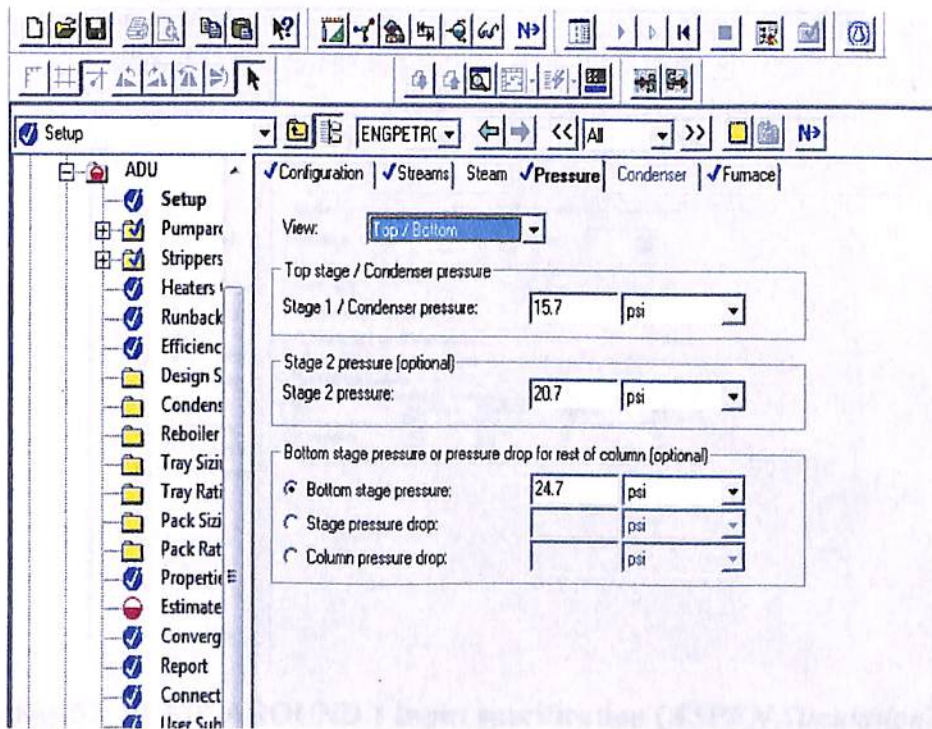 N>
Setup
ENGPETRC
<< All >>
N>
ADU
Setup
Pumparc
Strippers
Heaters
Runback
Efficienc
Design S
Condens
Reboiler
Tray Sizi
Tray Rati
Pack Sizi
Pack Rat
Propertie
Estimate
Converg
Report
Connect
User Sub
Configuration Streams Steam Pressure Condenser Furnace
View: Top / Bottom
Top stage / Condenser pressure
Stage 1 / Condenser pressure: 15.7 psi
Stage 2 pressure (optional)
Stage 2 pressure: 20.7 psi
Bottom stage pressure or pressure drop for rest of column (optional)
Bottom stage pressure: 24.7 psi
Stage pressure drop: psi
Column pressure drop: psi